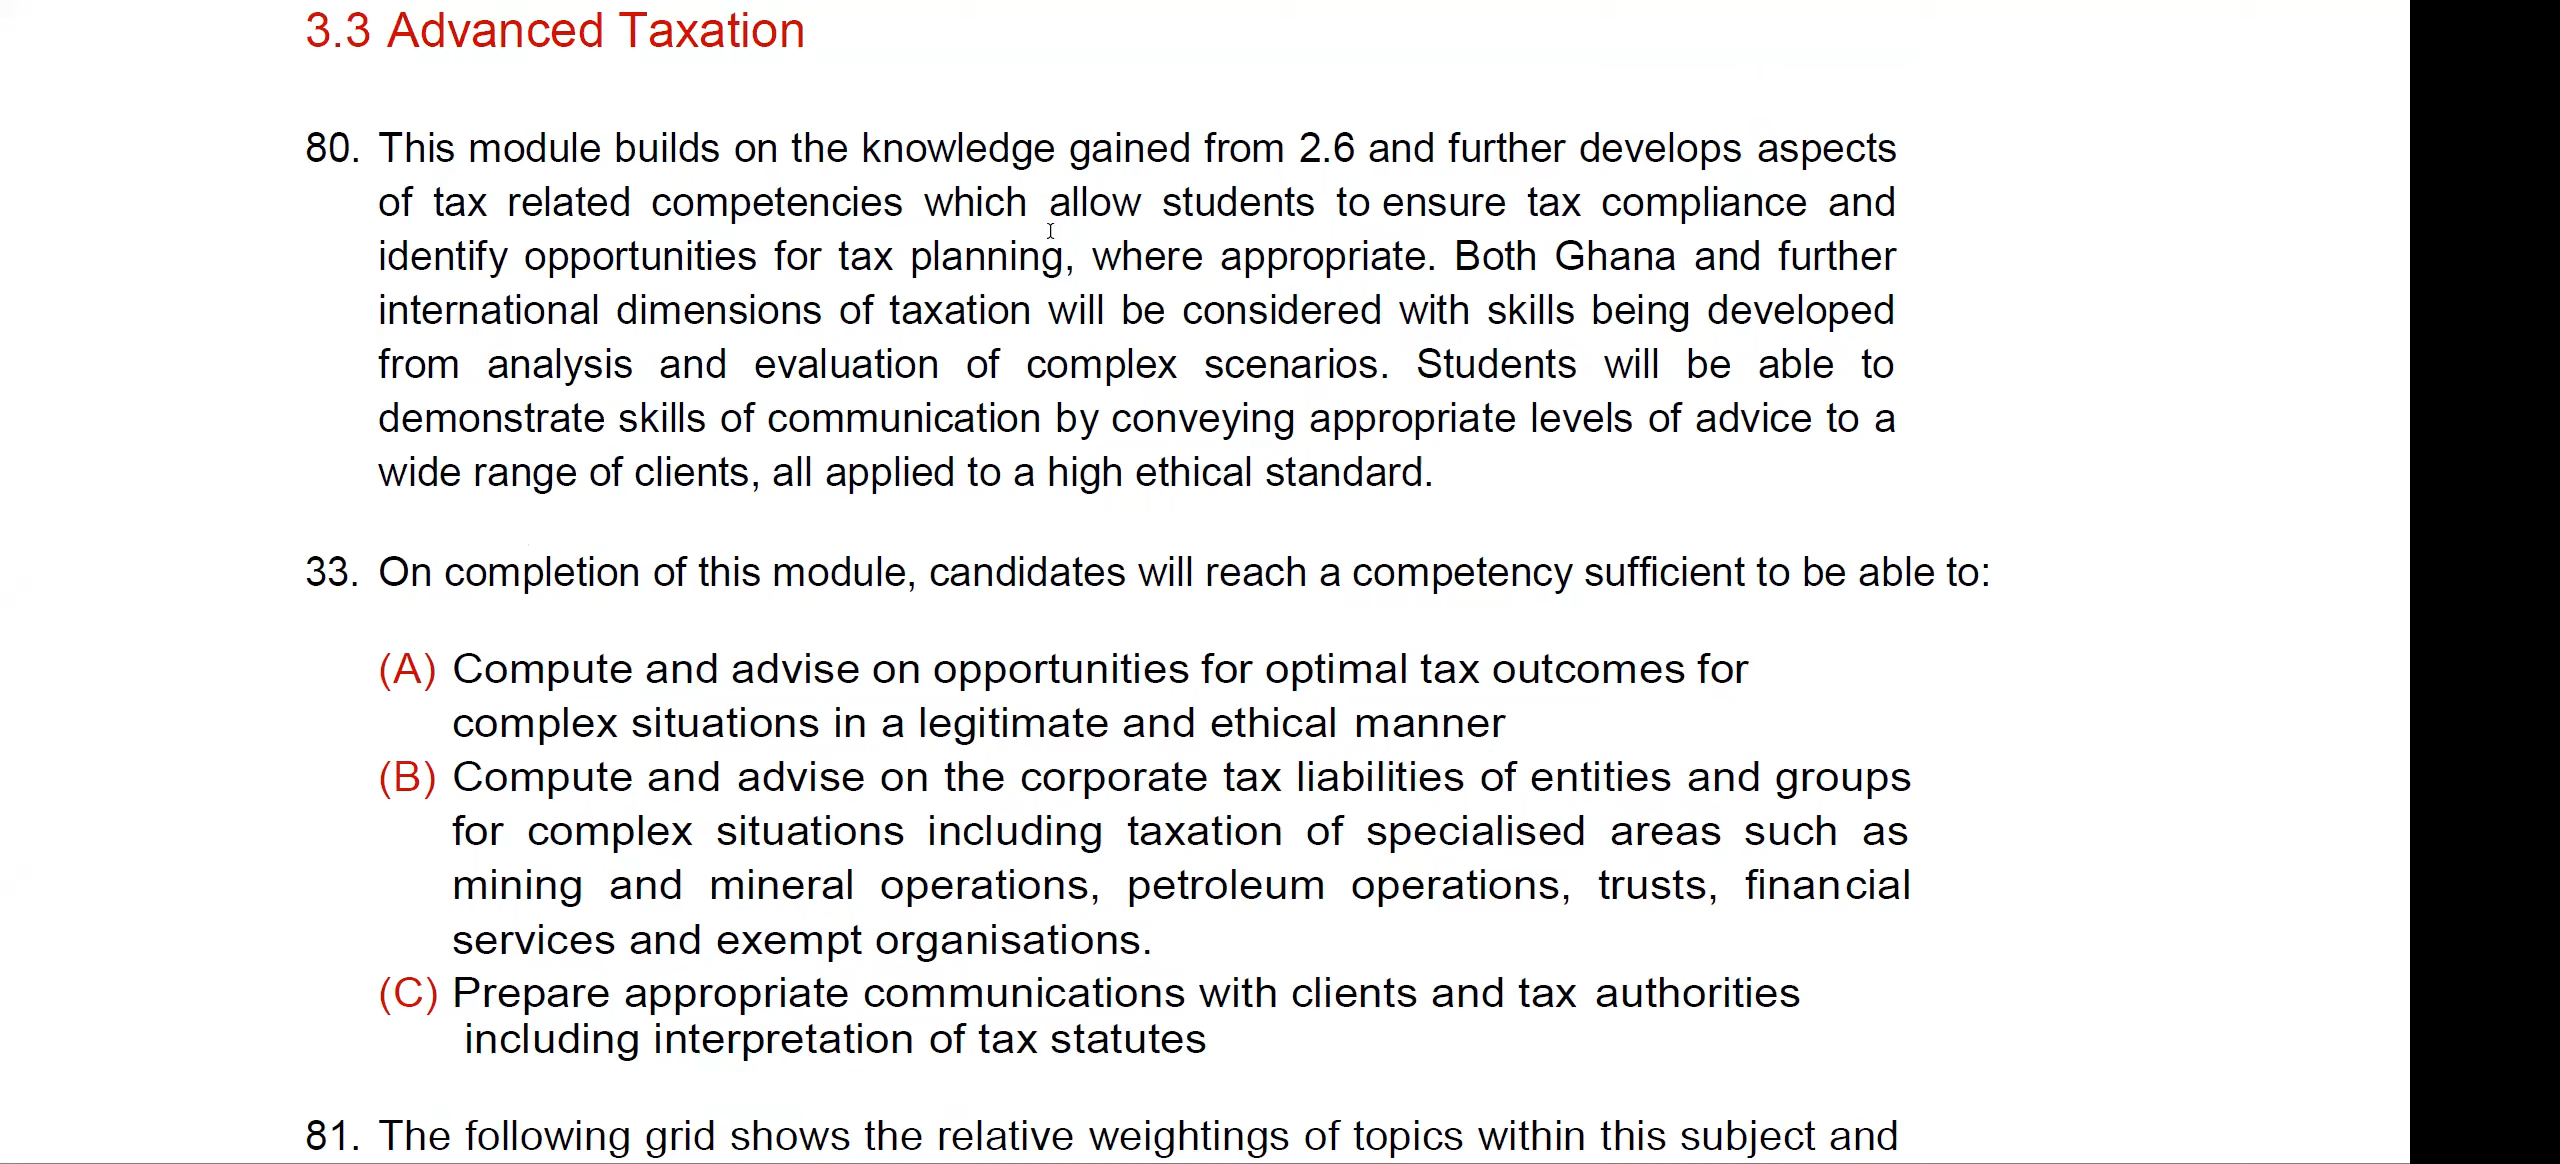 3.3 Advanced Taxation
80. This module builds on the knowledge gained from 2.6 and further develops aspects
of tax related competencies which allow students to ensure tax compliance and
identify opportunities for tax planning, where appropriate. Both Ghana and further
international dimensions of taxation will be considered with skills being developed
from analysis and evaluation of complex scenarios. Students will be able to
demonstrate skills of communication by conveying appropriate levels of advice to a
wide range of clients, all applied to a high ethical standard.
33. On completion of this module, candidates will reach a competency sufficient to be able to:
(A) Compute and advise on opportunities for optimal tax outcomes for
complex situations in a legitimate and ethical manner
(B) Compute and advise on the corporate tax liabilities of entities and groups
for complex situations including taxation of specialised areas such as
mining and mineral operations, petroleum operations, trusts, financial
services and exempt organisations.
(C) Prepare appropriate communications with clients and tax authorities
including interpretation of tax statutes
81. The following grid shows the relative weightings of topics within this subject and